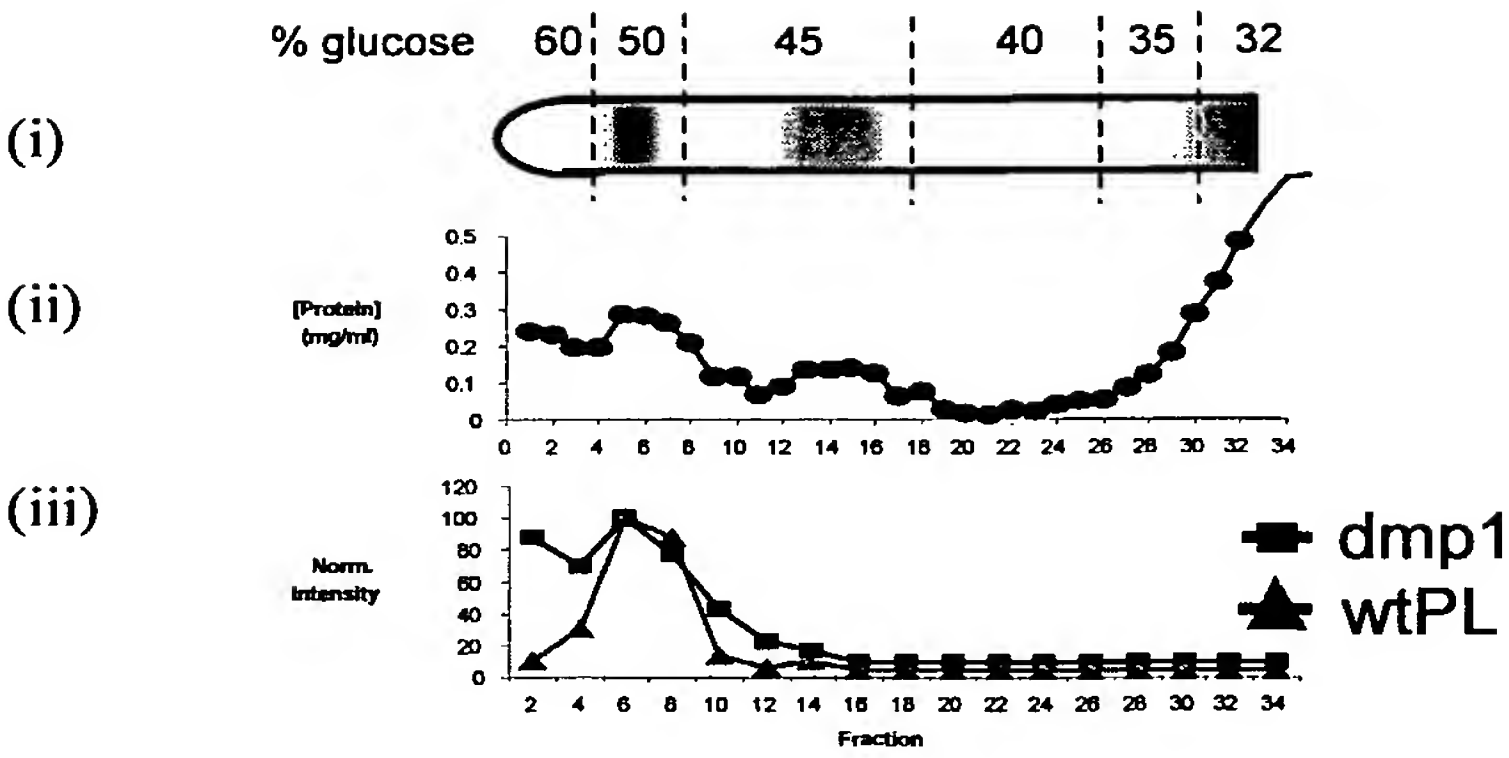 % glucose 60 50 45 40 35 32
(i)
(ii)
[Protein]
(mg/ml)
0.5
0.4
0.3
0.2
0.1
0
0 2 4 6 8 10 12 14 16 18 20 22 24 26 28 30 32 34
(iii)
Norm.
Intensity
120
100
80
60
40
20
0
2 4 6 8 10 12 14 16 18 20 22 24 26 28 30 32 34
Fraction
dmp1
wtPL